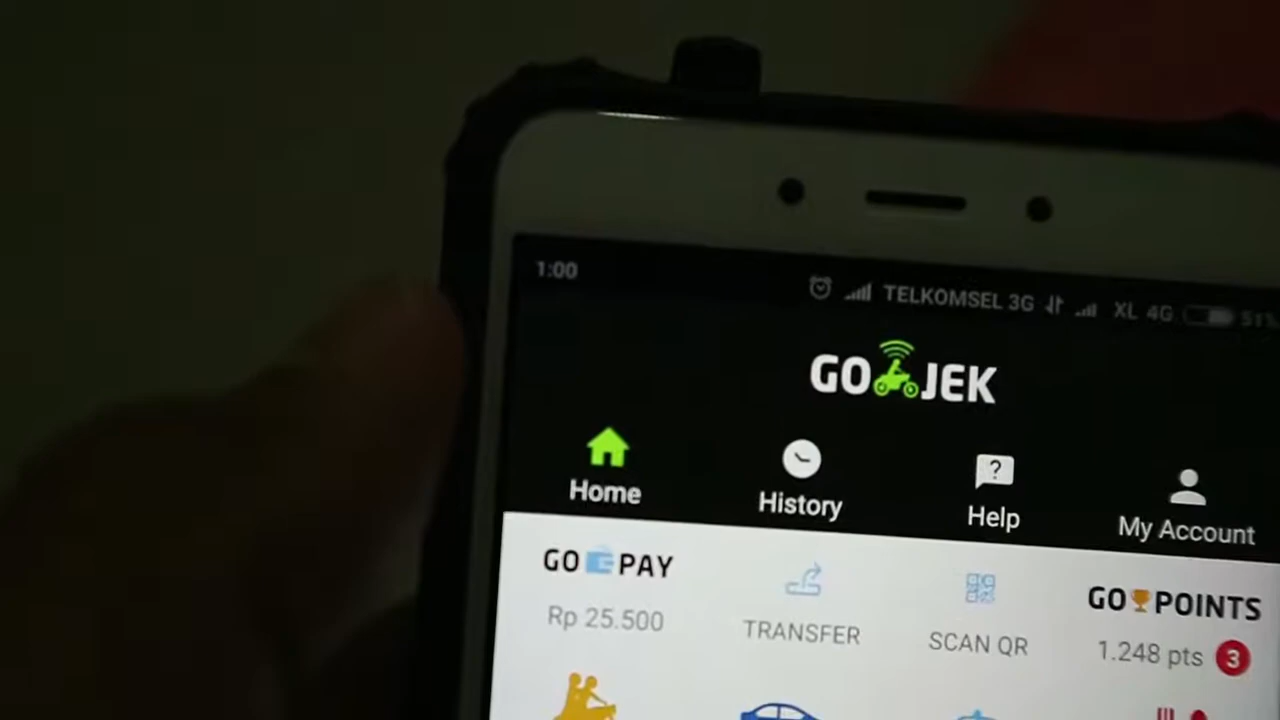 1:00 TELKOMSEL 3G XL 4G 51%
GO JEK
Home History Help My Account
GO PAY TRANSFER SCAN QR GO POINTS
Rp 25.500 1.248 pts 3